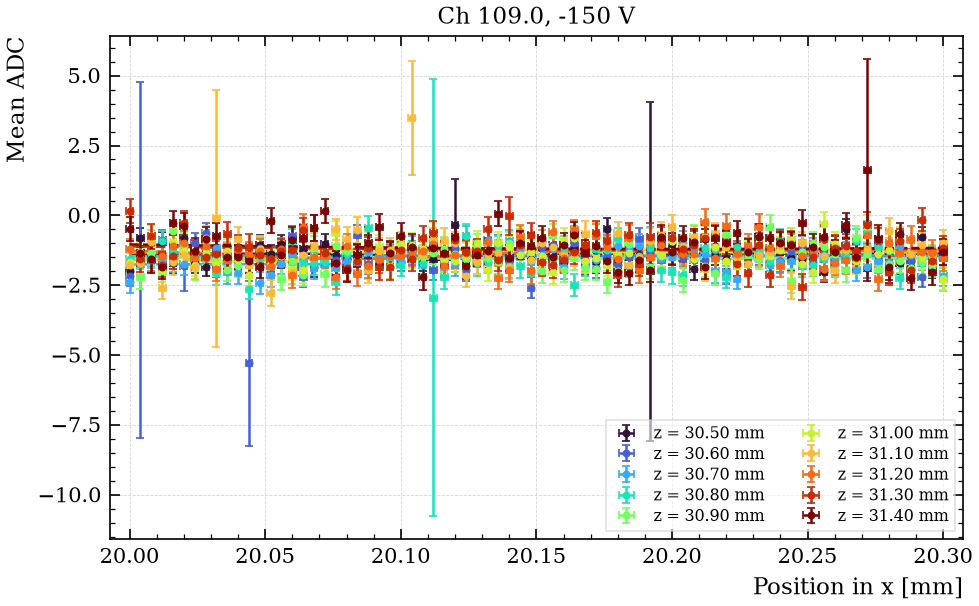 Ch 109.0, -150 V
Mean ADC
5.0
2.5
0.0
−2.5
−5.0
−7.5
−10.0
z = 30.50 mm
z = 30.60 mm
z = 30.70 mm
z = 30.80 mm
z = 30.90 mm
z = 31.00 mm
z = 31.10 mm
z = 31.20 mm
z = 31.30 mm
z = 31.40 mm
20.00 20.05 20.10 20.15 20.20 20.25 20.30
Position in x [mm]